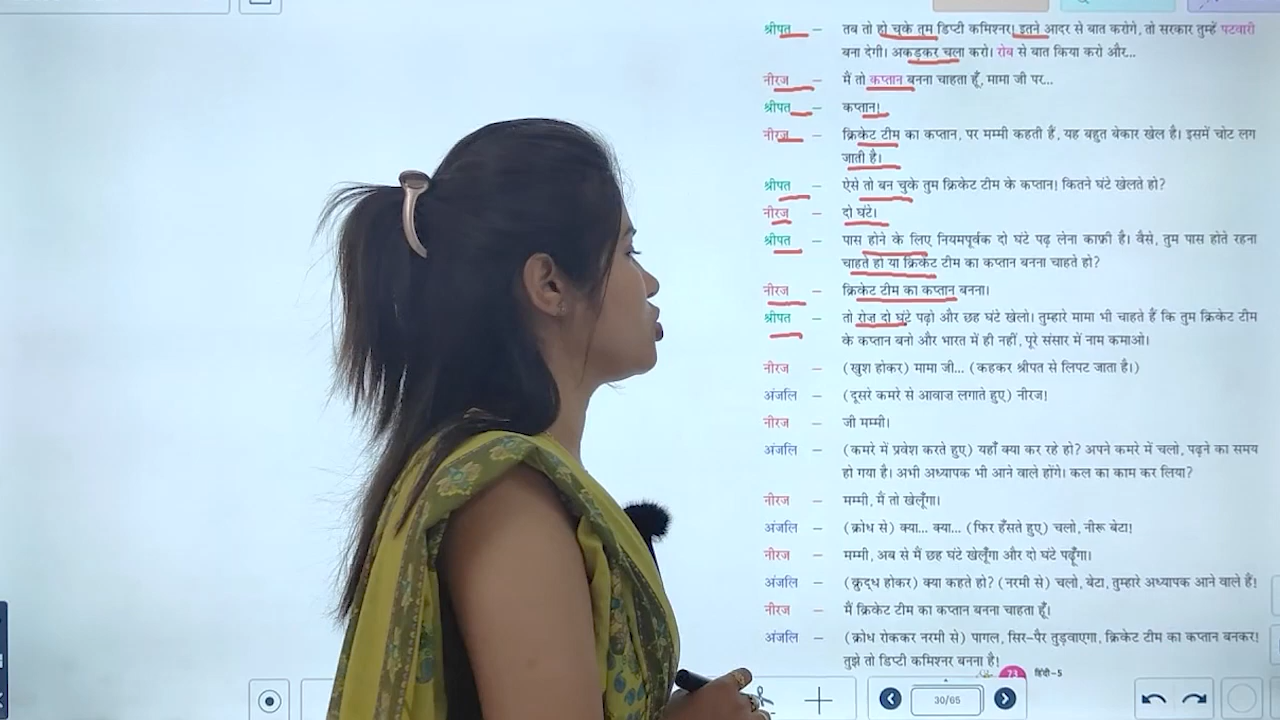 श्रीपत – तब तो हो चुके तुम डिप्टी कमिश्नर! इतने आदर से बात करोगे, तो सरकार तुम्हें पटवारी
बना देगी। अकड़कर चला करो। रोब से बात किया करो और...
नीरज – मैं तो कप्तान बनना चाहता हूँ, मामा जी पर...
श्रीपत – कप्तान!
नीरज – क्रिकेट टीम का कप्तान, पर मम्मी कहती हैं, यह बहुत बेकार खेल है। इसमें चोट लग
जाती है।
श्रीपत – ऐसे तो बन चुके तुम क्रिकेट टीम के कप्तान! कितने घंटे खेलते हो?
नीरज – दो घंटे।
श्रीपत – पास होने के लिए नियमपूर्वक दो घंटे पढ़ लेना काफ़ी है। वैसे, तुम पास होते रहना
चाहते हो या क्रिकेट टीम का कप्तान बनना चाहते हो?
नीरज – क्रिकेट टीम का कप्तान बनना।
श्रीपत – तो रोज़ दो घंटे पढ़ो और छह घंटे खेलो। तुम्हारे मामा भी चाहते हैं कि तुम क्रिकेट टीम
के कप्तान बनो और भारत में ही नहीं, पूरे संसार में नाम कमाओ।
नीरज – (खुश होकर) मामा जी... (कहकर श्रीपत से लिपट जाता है।)
अंजलि – (दूसरे कमरे से आवाज़ लगाते हुए) नीरज!
नीरज – जी मम्मी।
अंजलि – (कमरे में प्रवेश करते हुए) यहाँ क्या कर रहे हो? अपने कमरे में चलो, पढ़ने का समय
हो गया है। अभी अध्यापक भी आने वाले होंगे। कल का काम कर लिया?
नीरज – मम्मी, मैं तो खेलूँगा।
अंजलि – (क्रोध से) क्या... क्या... (फिर हँसते हुए) चलो, नीरू बेटा!
नीरज – मम्मी, अब से मैं छह घंटे खेलूँगा और दो घंटे पढ़ूँगा।
अंजलि – (क्रुद्ध होकर) क्या कहते हो? (नरमी से) चलो, बेटा, तुम्हारे अध्यापक आने वाले हैं!
नीरज – मैं क्रिकेट टीम का कप्तान बनना चाहता हूँ।
अंजलि – (क्रोध रोककर नरमी से) पागल, सिर-पैर तुड़वाएगा, क्रिकेट टीम का कप्तान बनकर!
तुझे तो डिप्टी कमिश्नर बनना है!
73 हिंदी-5
30/65